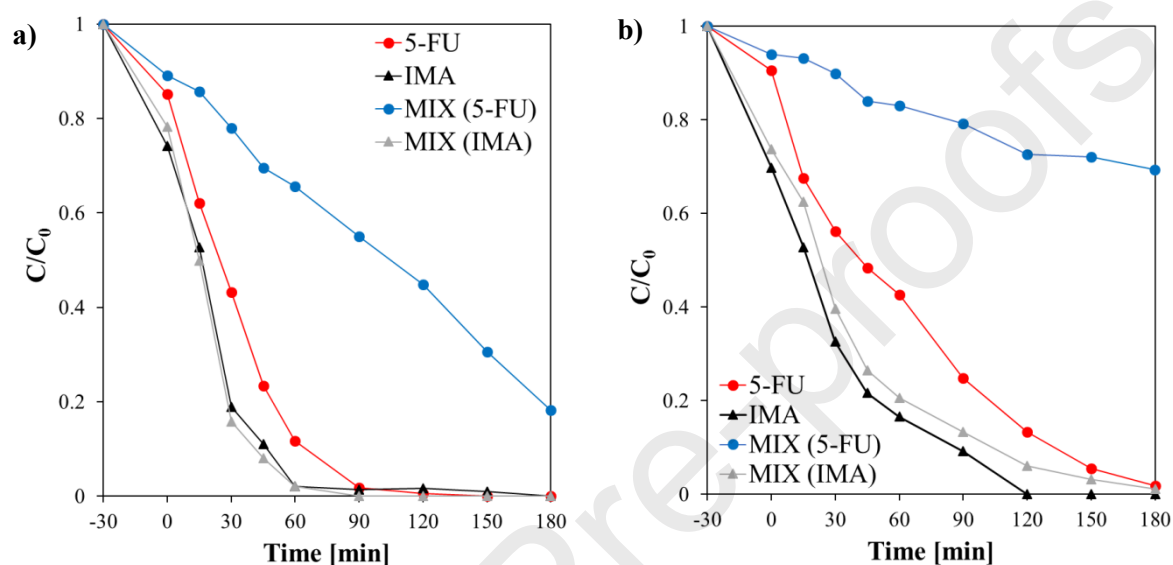 a)
1
0.8
0.6
0.4
0.2
0
C/C0
-30 0 30 60 90 120 150 180
Time [min]
5-FU
IMA
MIX (5-FU)
MIX (IMA)
b)
1
0.8
0.6
0.4
0.2
0
C/C0
-30 0 30 60 90 120 150 180
Time [min]
5-FU
IMA
MIX (5-FU)
MIX (IMA)
Pre-proofs